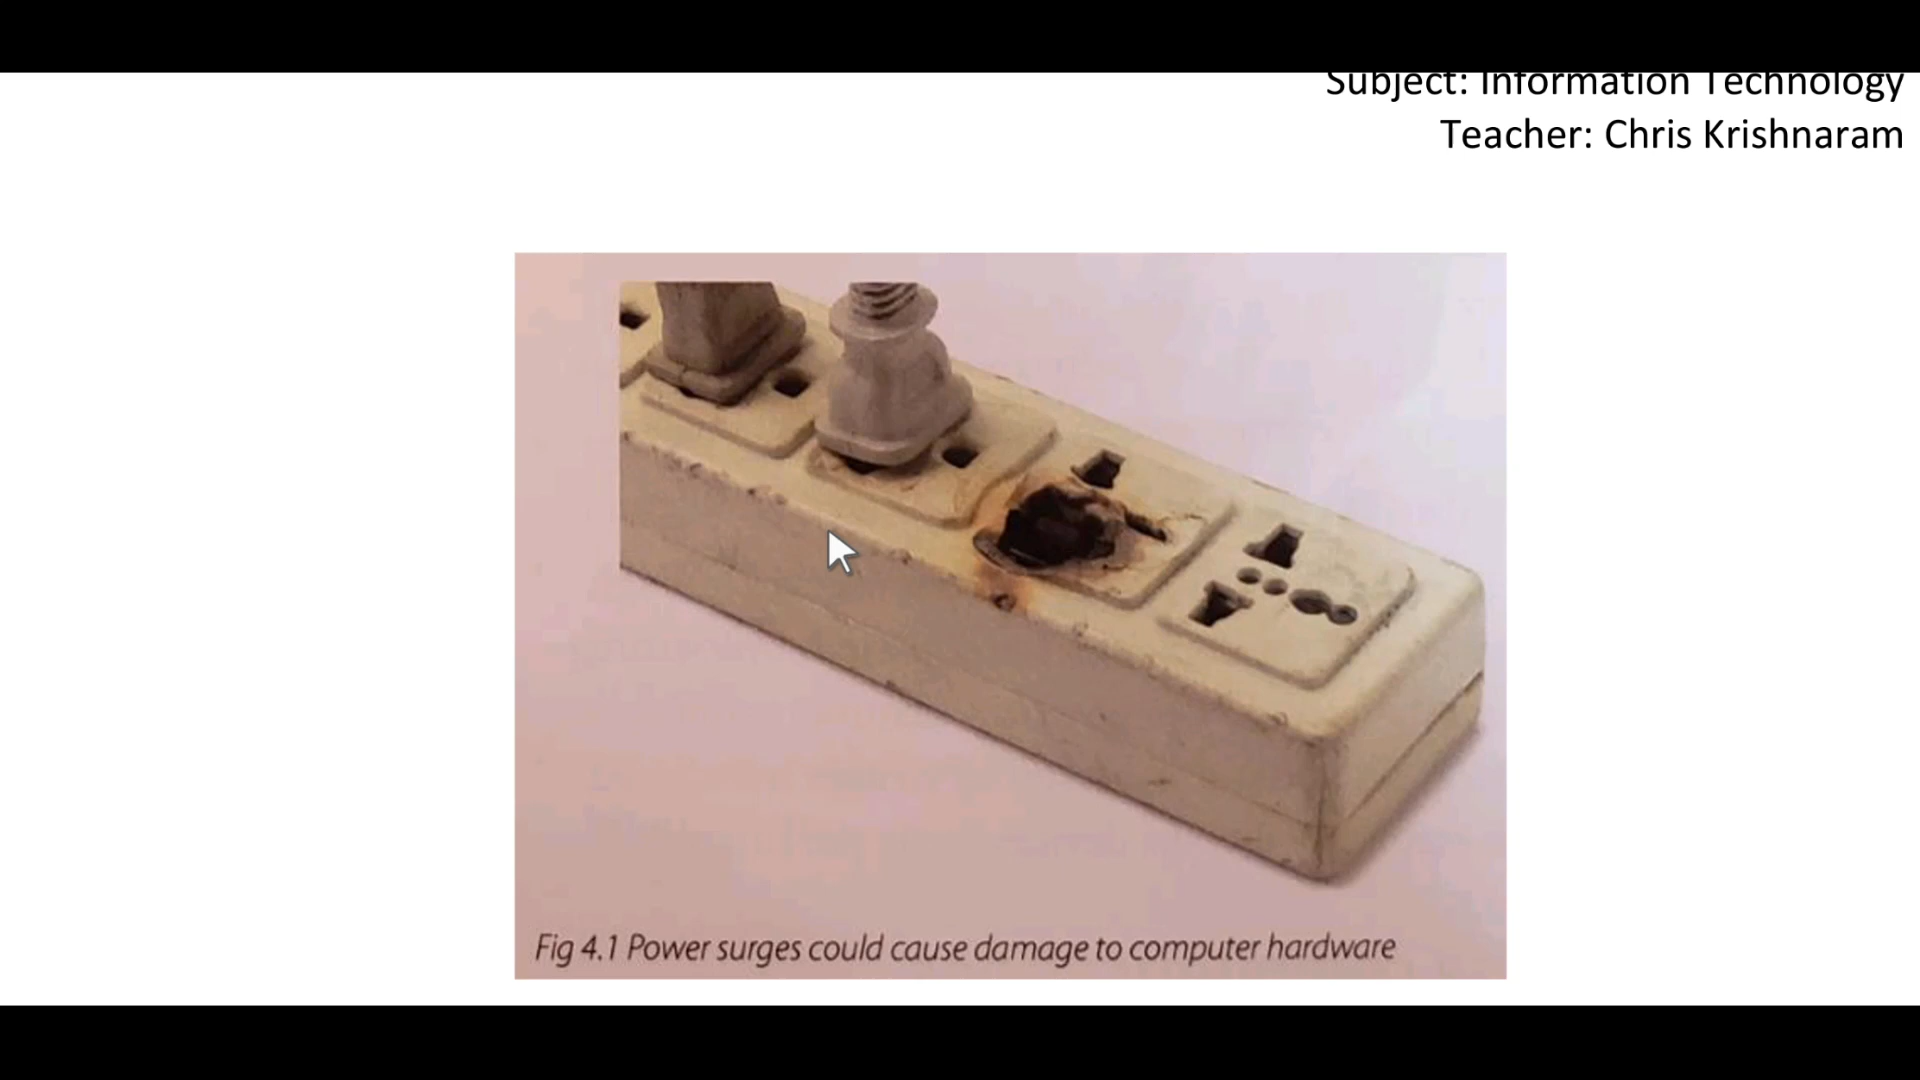 Subject: Information Technology
Teacher: Chris Krishnaram
Fig 4.1 Power surges could cause damage to computer hardware